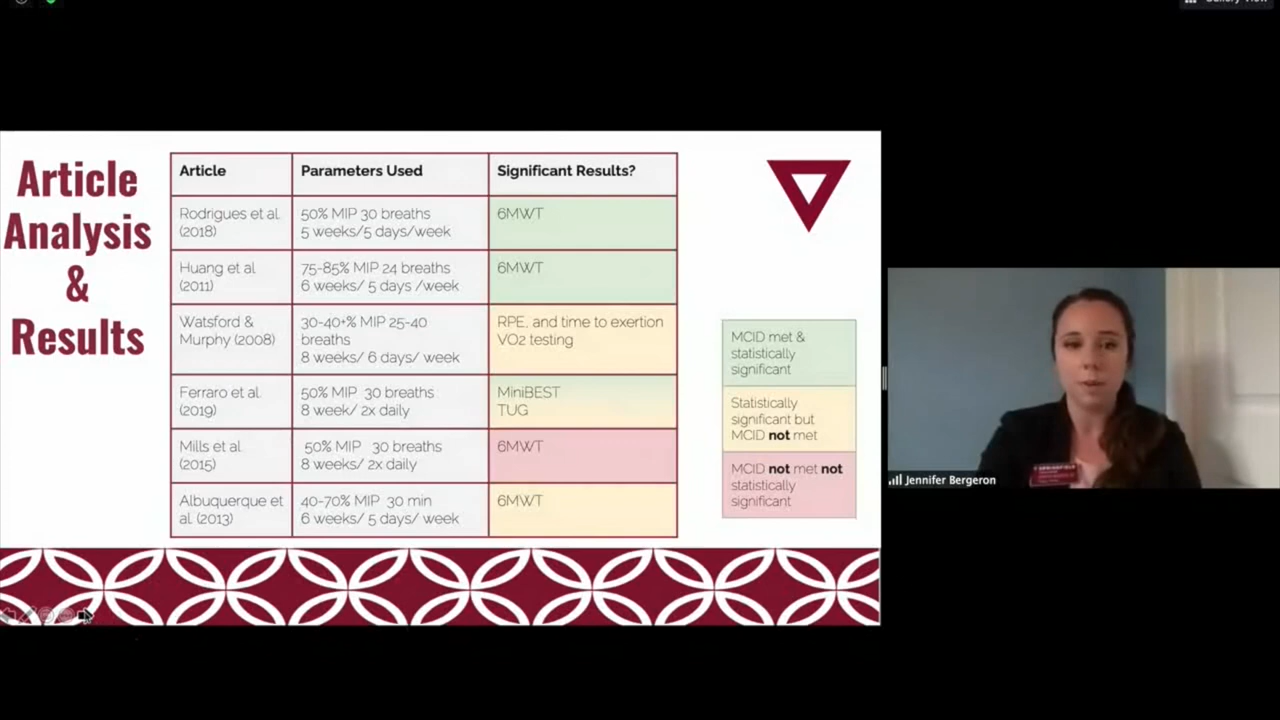 Gallery View
Article
Analysis
&
Results
Article Parameters Used Significant Results?
Rodrigues et al.
(2018)
50% MIP 30 breaths
5 weeks/5 days/week
6MWT
Huang et al
(2011)
75-85% MIP 24 breaths
6 weeks/ 5 days /week
6MWT
Watsford &
Murphy (2008)
30-40+% MIP 25-40
breaths
8 weeks/ 6 days/ week
RPE, and time to exertion
VO2 testing
Ferraro et al.
(2019)
50% MIP 30 breaths
8 week/ 2x daily
MiniBEST
TUG
Mills et al
(2015)
50% MIP 30 breaths
8 weeks/ 2x daily
6MWT
Albuquerque et
al. (2013)
40-70% MIP 30 min
6 weeks/ 5 days/ week
6MWT
MCID met &
statistically
significant
Statistically
significant but
MCID not met
MCID not met not
statistically
significant
SPRINGFIELD
Jennifer Bergeron